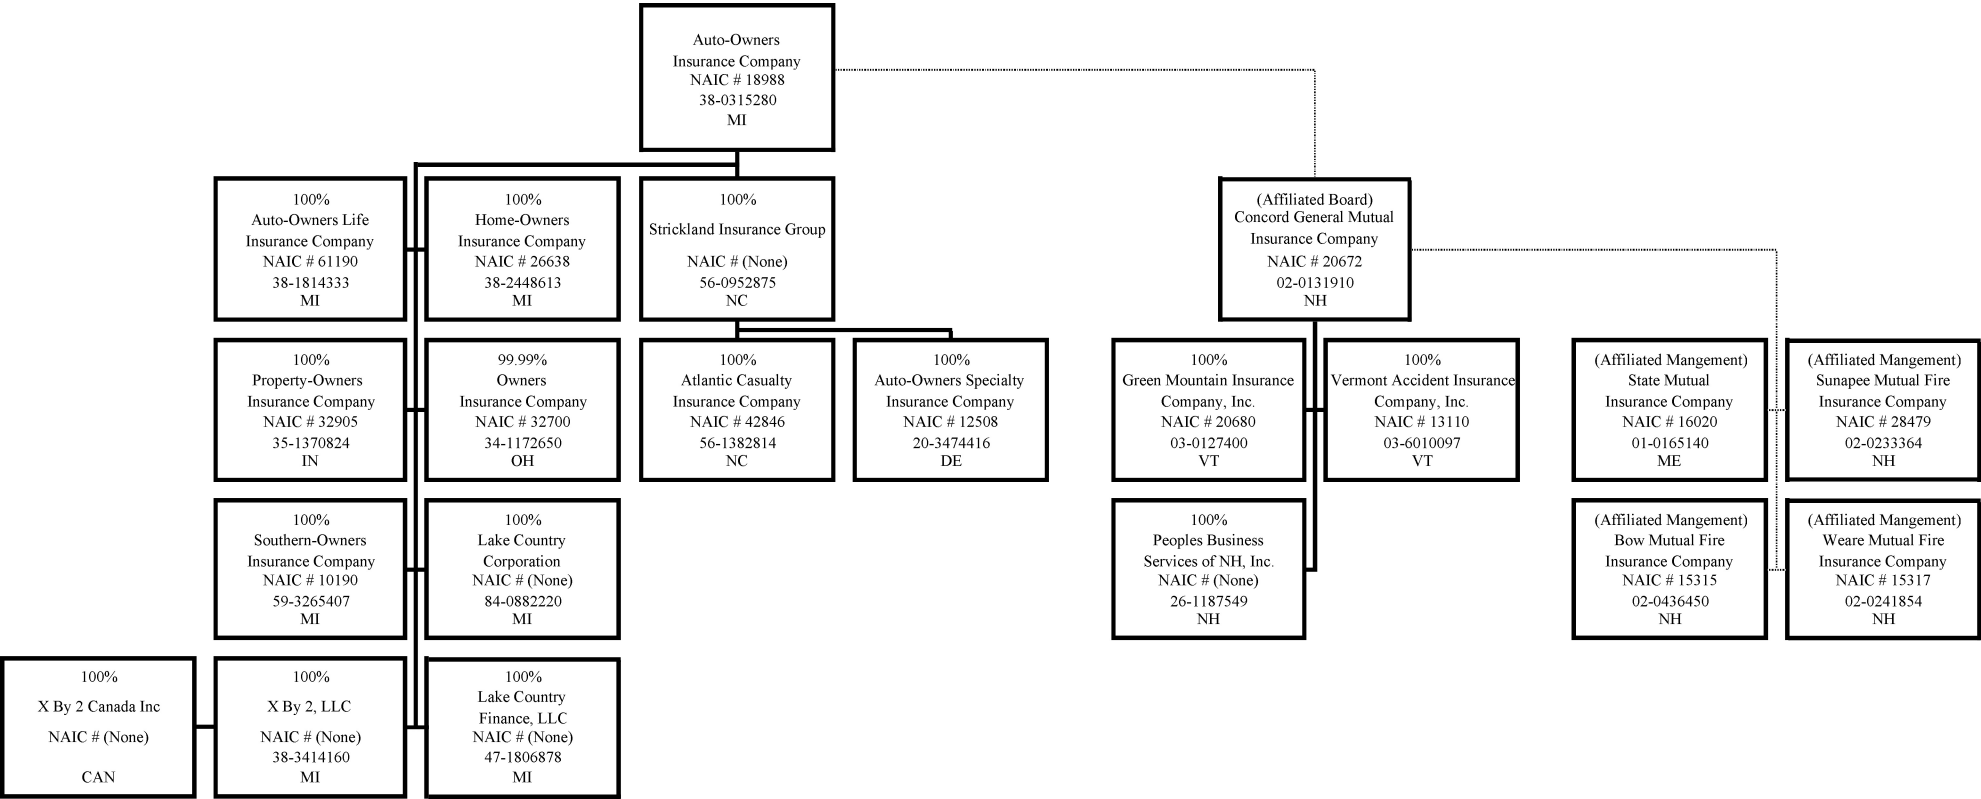 Auto-Owners
Insurance Company
NAIC # 18988
38-0315280
MI
100%
Auto-Owners Life
Insurance Company
NAIC # 61190
38-1814333
MI
100%
Home-Owners
Insurance Company
NAIC # 26638
38-2448613
MI
100%
Strickland Insurance Group
NAIC # (None)
56-0952875
NC
(Affiliated Board)
Concord General Mutual
Insurance Company
NAIC # 20672
02-0131910
NH
100%
Property-Owners
Insurance Company
NAIC # 32905
35-1370824
IN
99.99%
Owners
Insurance Company
NAIC # 32700
34-1172650
OH
100%
Atlantic Casualty
Insurance Company
NAIC # 42846
56-1382814
NC
100%
Auto-Owners Specialty
Insurance Company
NAIC # 12508
20-3474416
DE
100%
Green Mountain Insurance
Company, Inc.
NAIC # 20680
03-0127400
VT
100%
Vermont Accident Insurance
Company, Inc.
NAIC # 13110
03-6010097
VT
(Affiliated Mangement)
State Mutual
Insurance Company
NAIC # 16020
01-0165140
ME
(Affiliated Mangement)
Sunapee Mutual Fire
Insurance Company
NAIC # 28479
02-0233364
NH
100%
Southern-Owners
Insurance Company
NAIC # 10190
59-3265407
MI
100%
Lake Country
Corporation
NAIC # (None)
84-0882220
MI
100%
Peoples Business
Services of NH, Inc.
NAIC # (None)
26-1187549
NH
(Affiliated Mangement)
Bow Mutual Fire
Insurance Company
NAIC # 15315
02-0436450
NH
(Affiliated Mangement)
Weare Mutual Fire
Insurance Company
NAIC # 15317
02-0241854
NH
100%
X By 2 Canada Inc
NAIC # (None)
CAN
100%
X By 2, LLC
NAIC # (None)
38-3414160
MI
100%
Lake Country
Finance, LLC
NAIC # (None)
47-1806878
MI